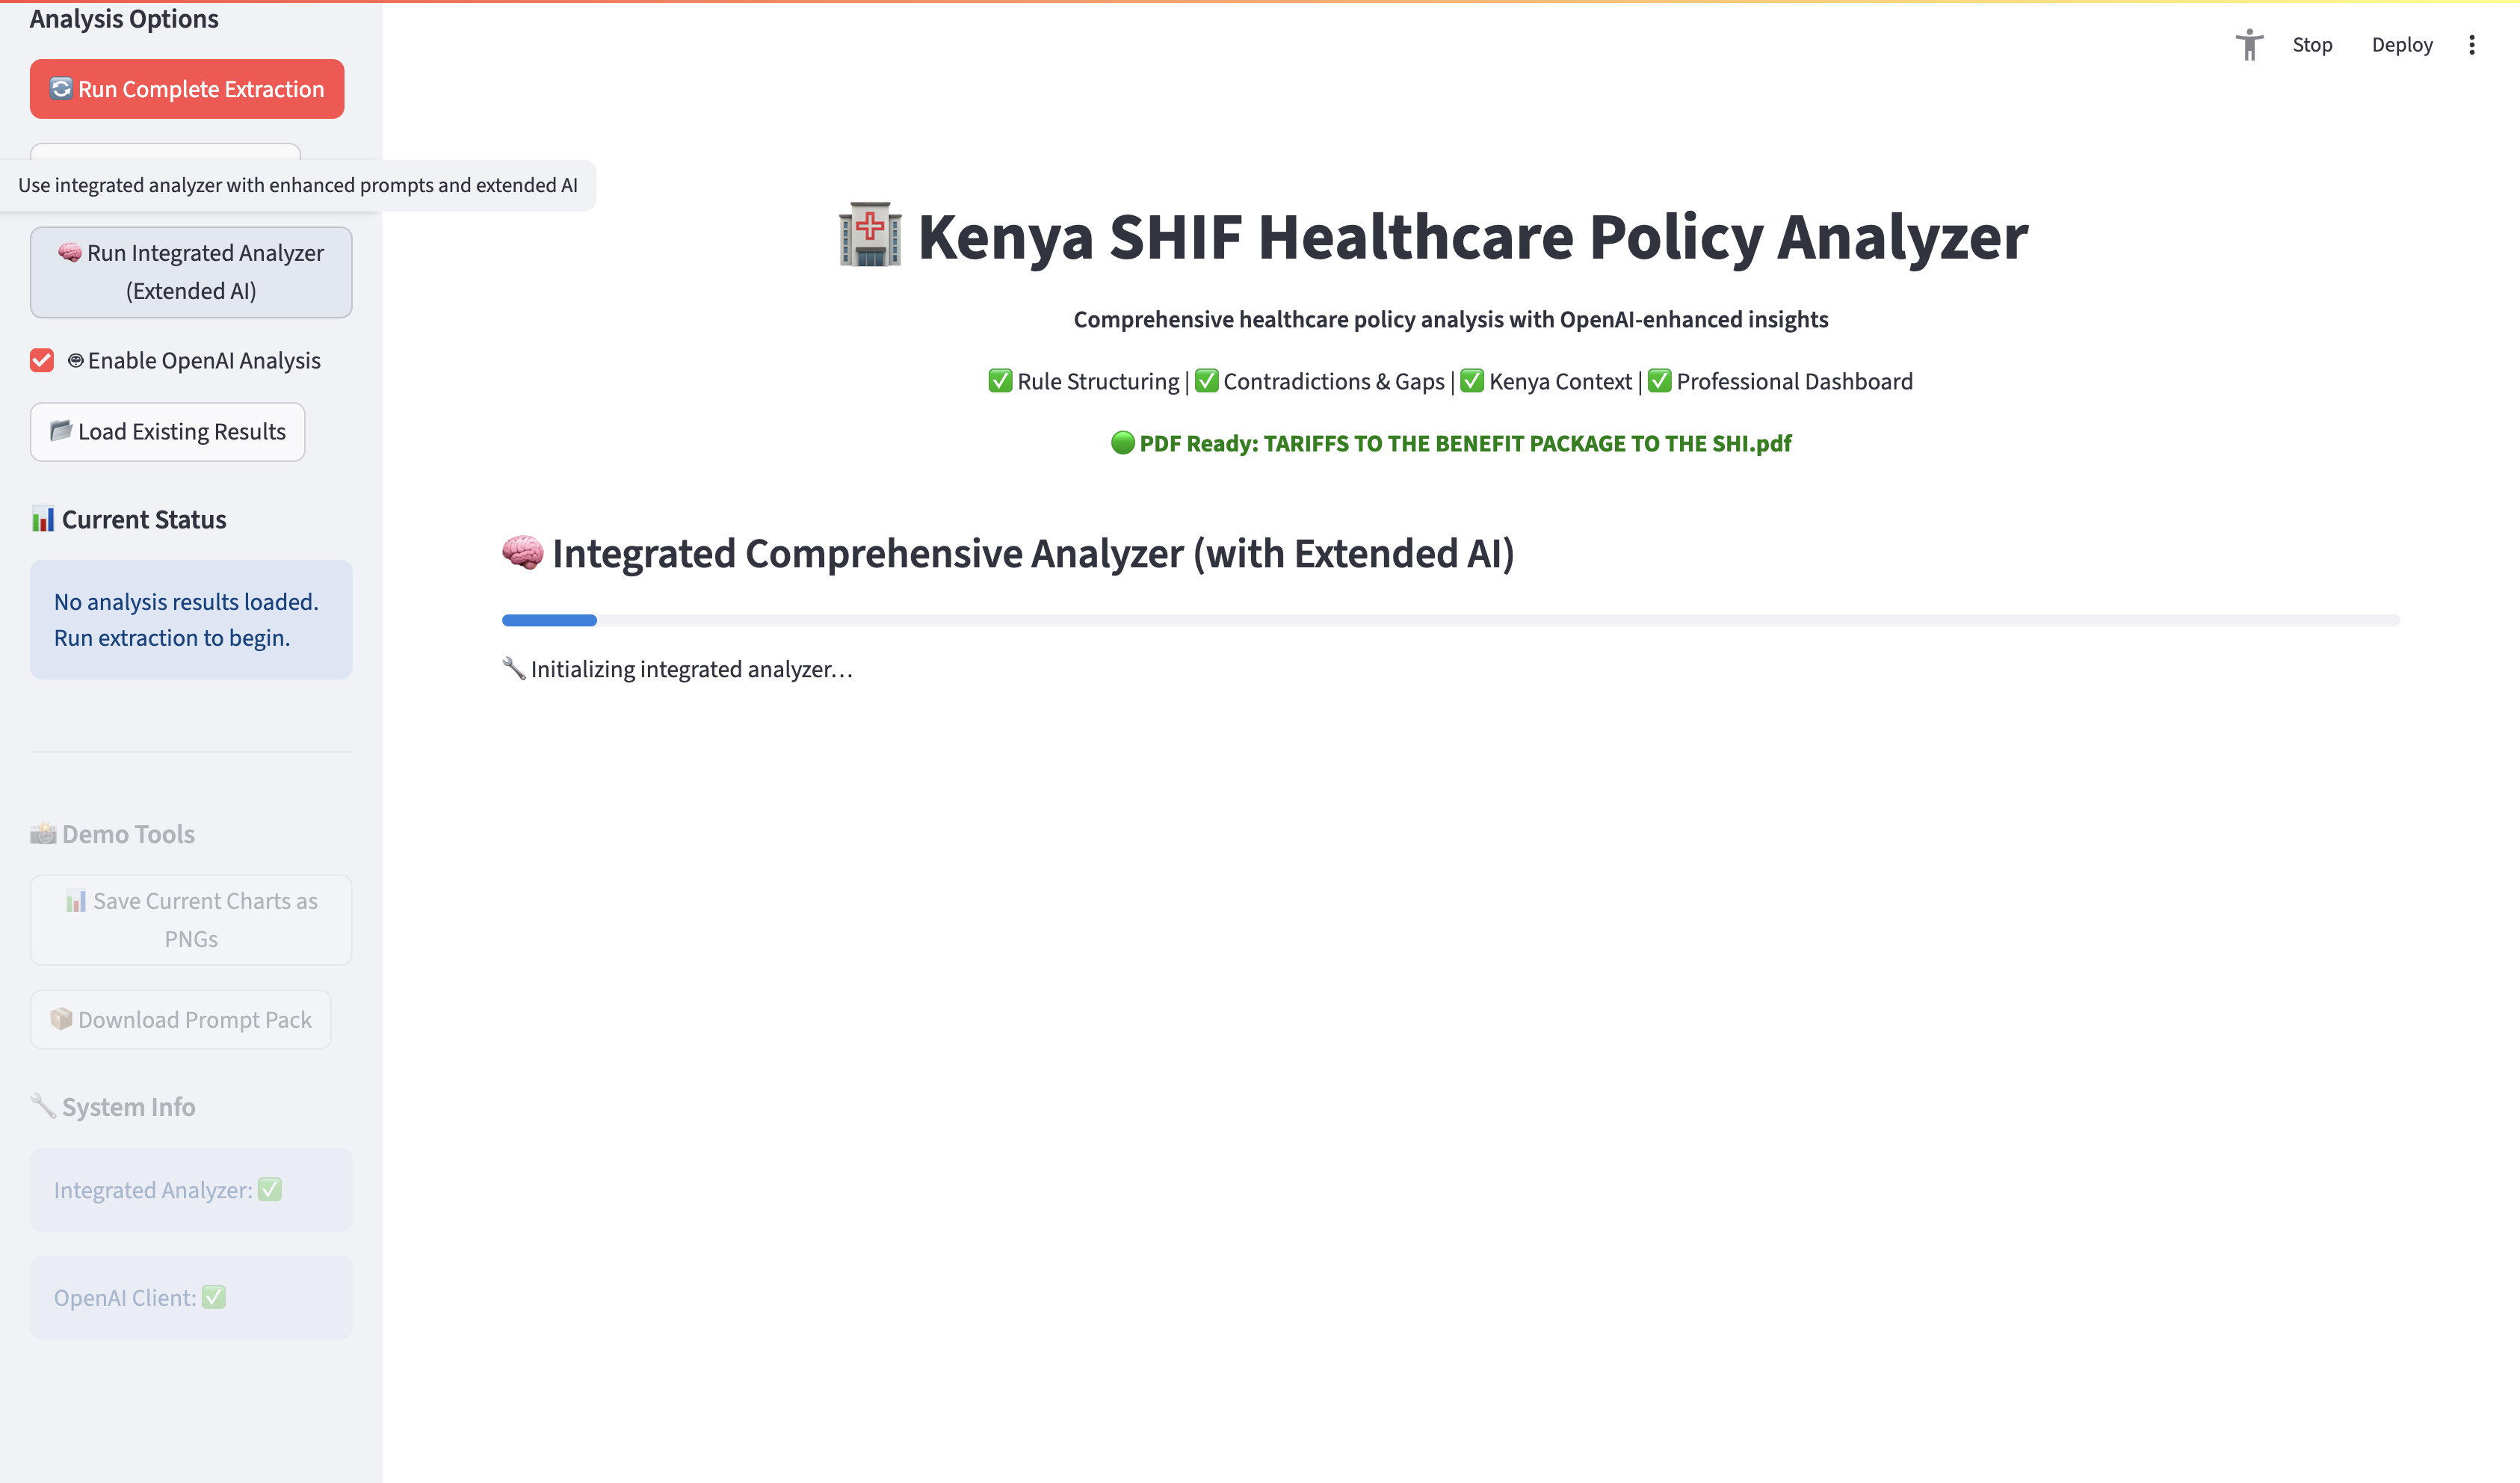 Analysis Options
Run Complete Extraction
Use integrated analyzer with enhanced prompts and extended AI
Run Integrated Analyzer
(Extended AI)
Enable OpenAI Analysis
Load Existing Results
Current Status
No analysis results loaded.
Run extraction to begin.
Demo Tools
Save Current Charts as
PNGs
Download Prompt Pack
System Info
Integrated Analyzer: ✅
OpenAI Client: ✅
Stop
Deploy
Kenya SHIF Healthcare Policy Analyzer
Comprehensive healthcare policy analysis with OpenAI-enhanced insights
✅ Rule Structuring | ✅ Contradictions & Gaps | ✅ Kenya Context | ✅ Professional Dashboard
PDF Ready: TARIFFS TO THE BENEFIT PACKAGE TO THE SHI.pdf
Integrated Comprehensive Analyzer (with Extended AI)
Initializing integrated analyzer...